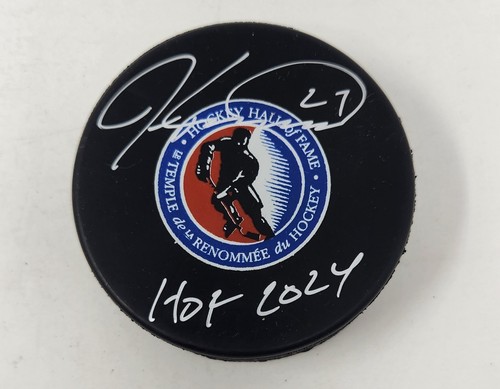 27
HOCKEY HALL of FAME
LE TEMPLE de LA RENOMMÉE du HOCKEY
HOF 2024